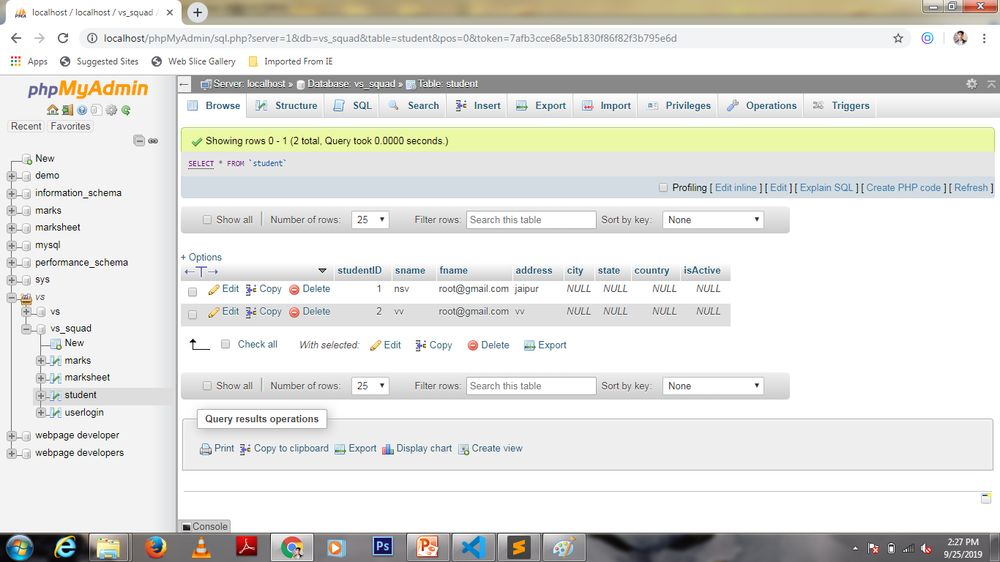 localhost / localhost / vs_squad /
localhost/phpMyAdmin/sql.php?server=1&db=vs_squad&table=student&pos=0&token=7afb3cce68e5b1830f86f82f3b795e6d
Apps Suggested Sites Web Slice Gallery Imported From IE
phpMyAdmin
Recent Favorites
New
demo
information_schema
marks
marksheet
mysql
performance_schema
sys
vs
vs
vs_squad
New
marks
marksheet
student
userlogin
webpage developer
webpage developers
Server: localhost » Database: vs_squad » Table: student
Browse Structure SQL Search Insert Export Import Privileges Operations Triggers
Showing rows 0 - 1 (2 total, Query took 0.0000 seconds.)
SELECT * FROM `student`
Profiling [ Edit inline ] [ Edit ] [ Explain SQL ] [ Create PHP code ] [ Refresh ]
Show all Number of rows: 25 Filter rows: Search this table Sort by key: None
+ Options
←T→ studentID sname fname address city state country isActive
Edit Copy Delete 1 nsv root@gmail.com jaipur NULL NULL NULL NULL
Edit Copy Delete 2 vv root@gmail.com vv NULL NULL NULL NULL
Check all With selected: Edit Copy Delete Export
Show all Number of rows: 25 Filter rows: Search this table Sort by key: None
Query results operations
Print Copy to clipboard Export Display chart Create view
Console
Ps
2:27 PM
9/25/2019